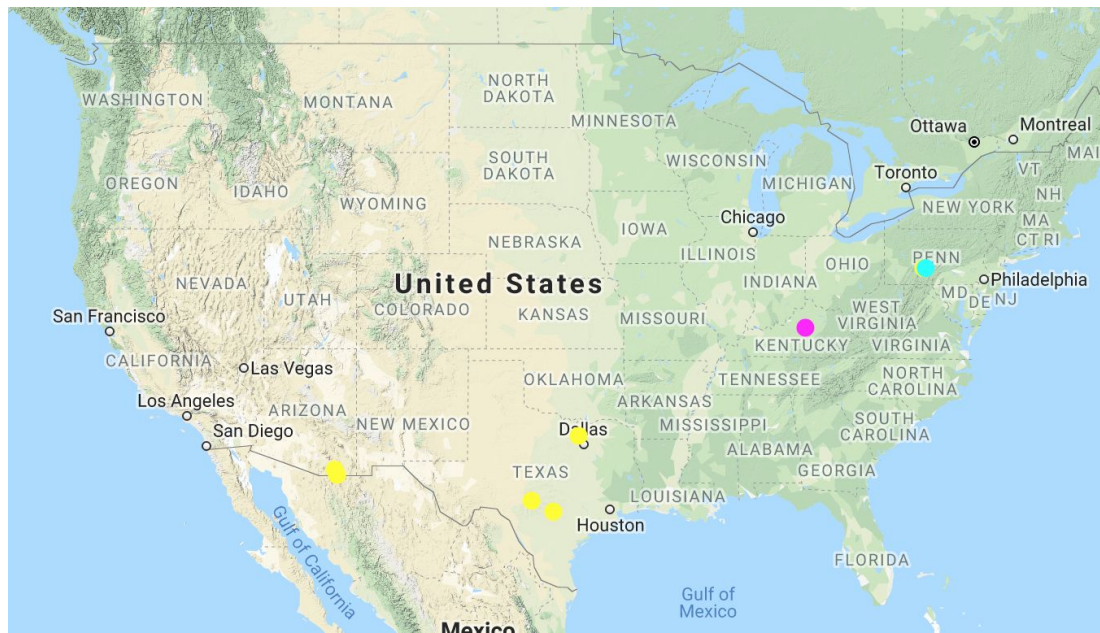 WASHINGTON
MONTANA
NORTH
DAKOTA
MINNESOTA
Ottawa
Montreal
OREGON
IDAHO
SOUTH
DAKOTA
WISCONSIN
MICHIGAN
Toronto
VT
MAI
NH
WYOMING
NEW YORK
MA
CT RI
Chicago
IOWA
NEBRASKA
ILLINOIS
INDIANA
OHIO
PENN
Philadelphia
NEVADA
UTAH
COLORADO
United States
KANSAS
MISSOURI
WEST
VIRGINIA
MD
DE
NJ
San Francisco
KENTUCKY
VIRGINIA
CALIFORNIA
Las Vegas
OKLAHOMA
TENNESSEE
NORTH
CAROLINA
Los Angeles
ARIZONA
NEW MEXICO
ARKANSAS
San Diego
Dallas
MISSISSIPPI
SOUTH
CAROLINA
ALABAMA
TEXAS
GEORGIA
LOUISIANA
Houston
Gulf of California
FLORIDA
Gulf of
Mexico
Mexico